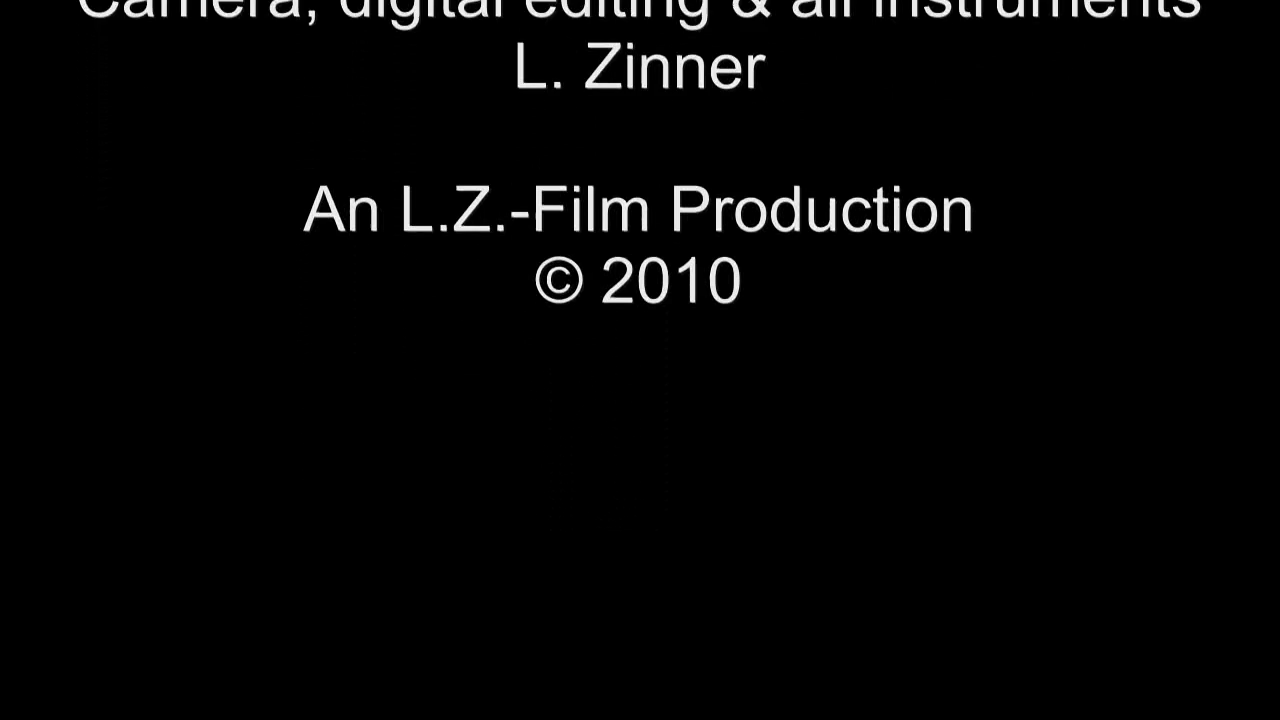 Camera, digital editing & all instruments
L. Zinner
An L.Z.-Film Production
© 2010